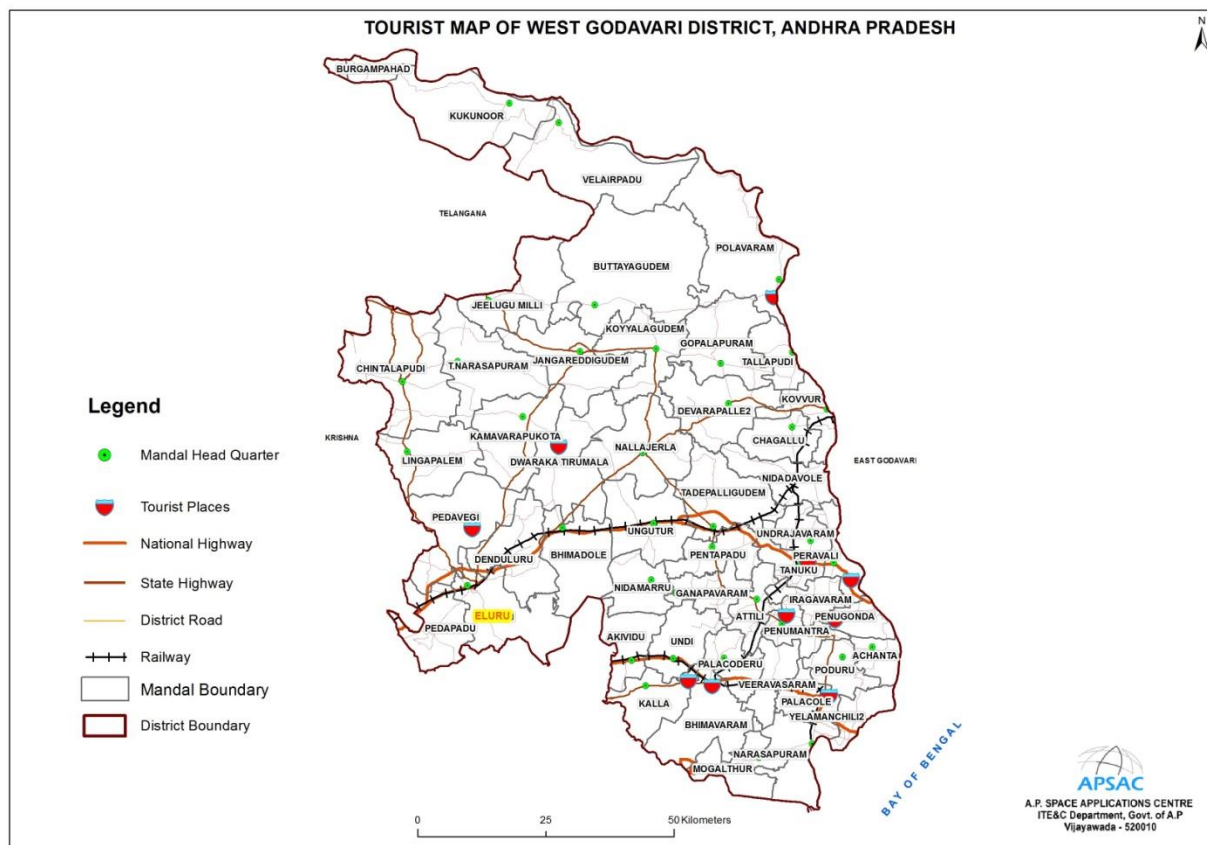 TOURIST MAP OF WEST GODAVARI DISTRICT, ANDHRA PRADESH
N
BURGAMPAHAD
KUKUNOOR
VELAIRPADU
TELANGANA
POLAVARAM
BUTTAYAGUDEM
JEELUGU MILLI
KOYYALAGUDEM
GOPALAPURAM
JANGAREDDIGUDEM
TALLAPUDI
T.NARASAPURAM
CHINTALAPUDI
KOVVUR
DEVARAPALLE2
KRISHNA
KAMAVARAPUKOTA
CHAGALLU
NALLAJERLA
LINGAPALEM
DWARAKA TIRUMALA
EAST GODAVARI
NIDADAVOLE
TADEPALLIGUDEM
PEDAVEGI
UNGUTUR
UNDRAJAVARAM
DENDULURU
BHIMADOLE
PENTAPADU
PERAVALI
TANUKU
NIDAMARRU
GANAPAVARAM
IRAGAVARAM
ELURU
ATTILI
PENUGONDA
PEDAPADU
PENUMANTRA
AKIVIDU
UNDI
ACHANTA
PALACODERU
PODURU
VEERAVASARAM
KALLA
PALACOLE
YELAMANCHILI2
BHIMAVARAM
NARASAPURAM
MOGALTHUR
BAY OF BENGAL
Legend
Mandal Head Quarter
Tourist Places
National Highway
State Highway
District Road
Railway
Mandal Boundary
District Boundary
0 25 50 Kilometers
APSAC
A.P. SPACE APPLICATIONS CENTRE
ITE&C Department, Govt. of A.P
Vijayawada - 520010